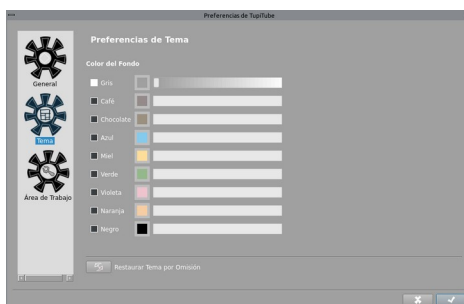 Preferencias de TupiTube
General
Tema
Área de Trabajo
Preferencias de Tema
Color del Fondo
Gris
Café
Chocolate
Azul
Miel
Verde
Violeta
Naranja
Negro
Restaurar Tema por Omisión